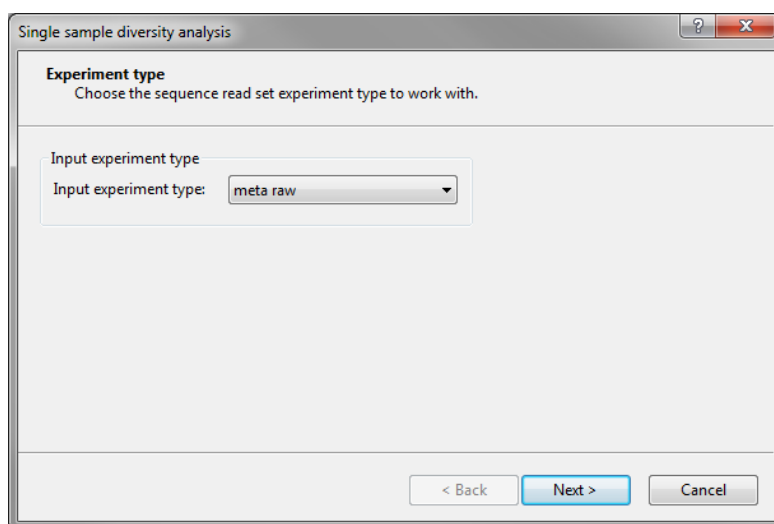 Single sample diversity analysis
?
Experiment type
Choose the sequence read set experiment type to work with.
Input experiment type
Input experiment type: meta raw
< Back Next > Cancel